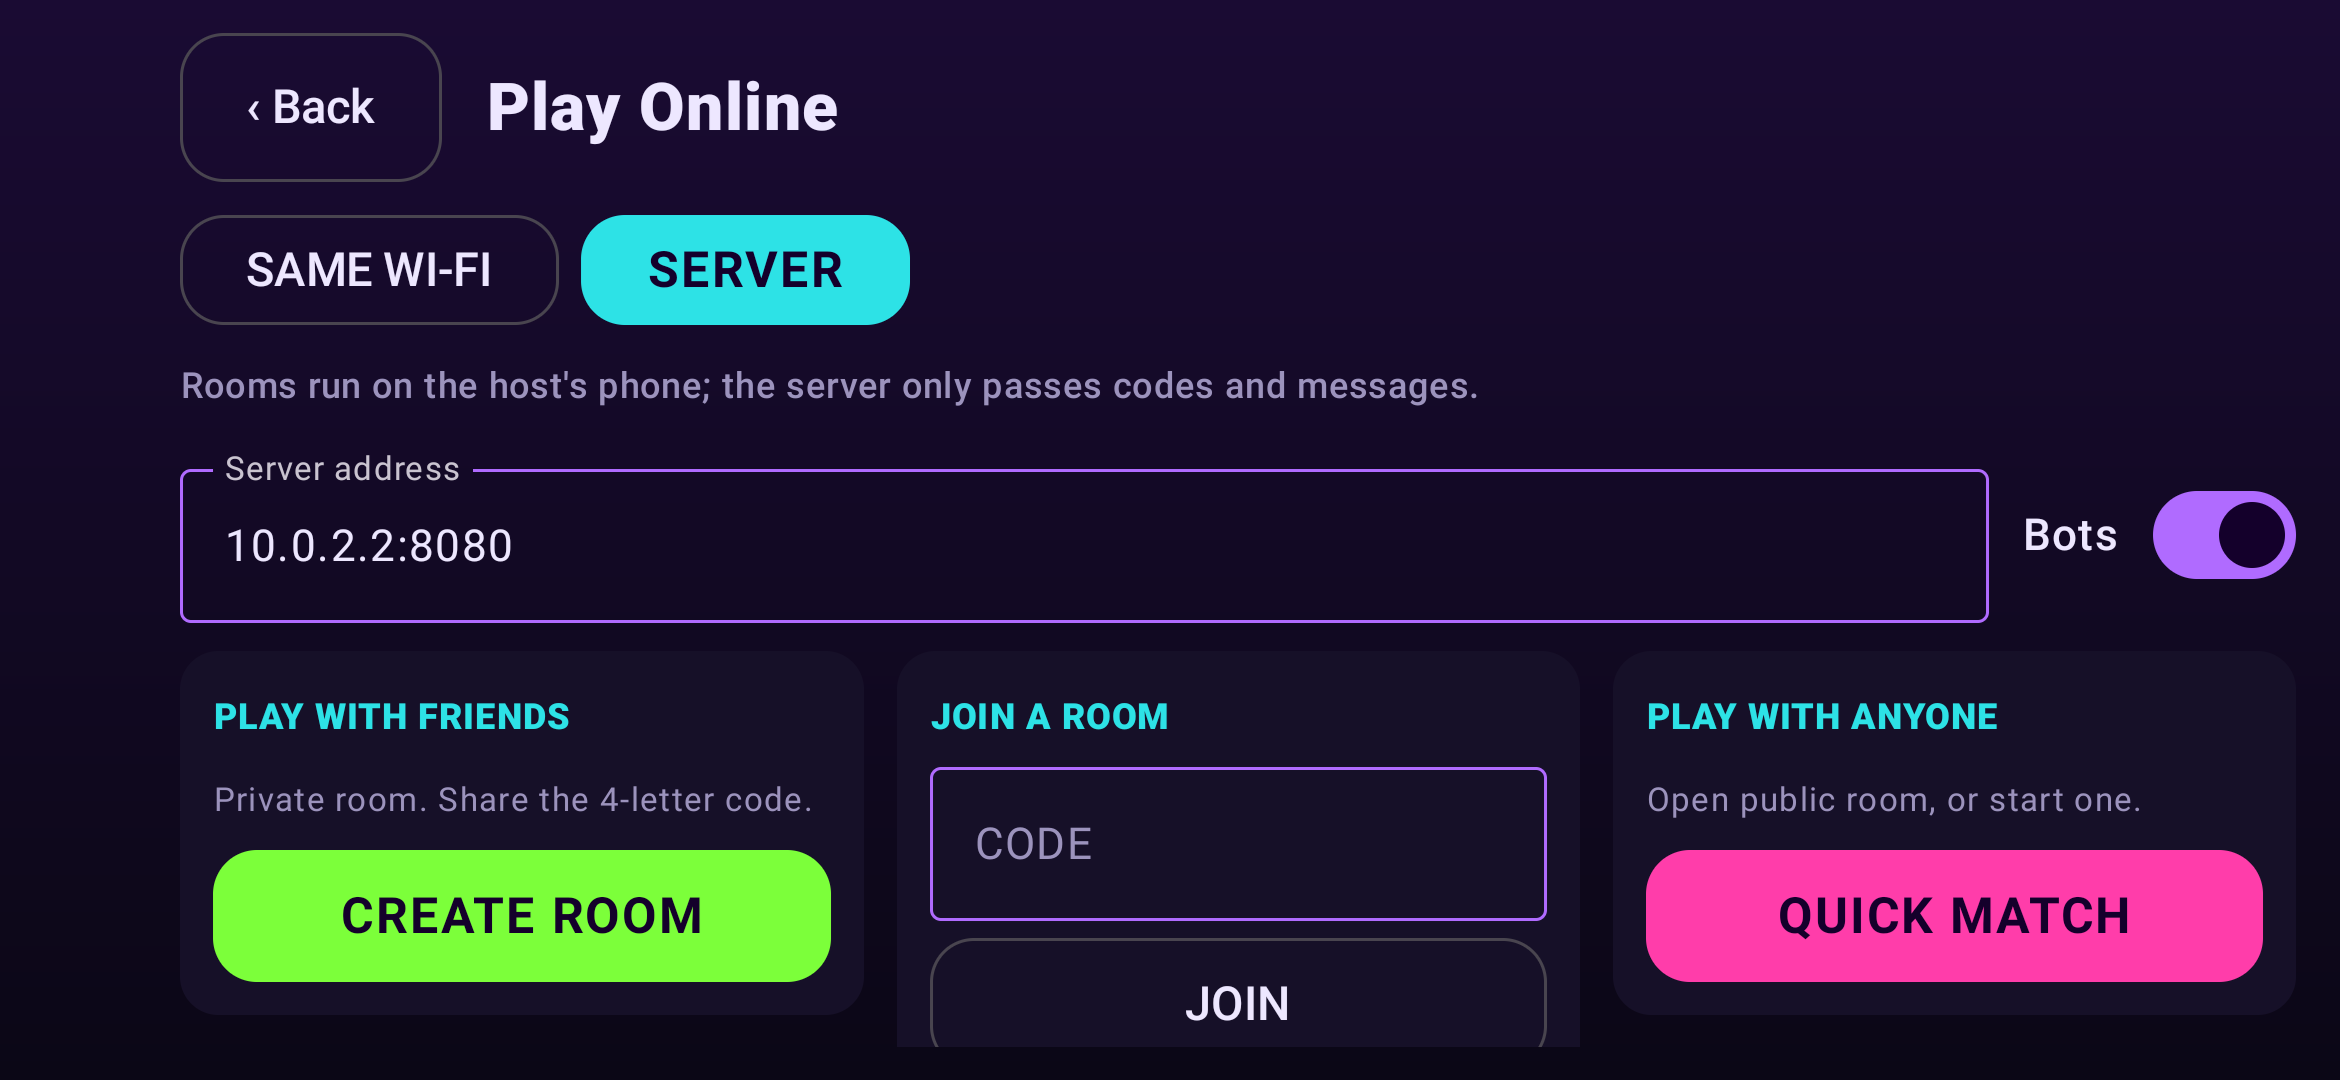 ‹ Back
Play Online
SAME WI-FI
SERVER
Rooms run on the host's phone; the server only passes codes and messages.
Server address
10.0.2.2:8080
Bots
PLAY WITH FRIENDS
Private room. Share the 4-letter code.
CREATE ROOM
JOIN A ROOM
CODE
JOIN
PLAY WITH ANYONE
Open public room, or start one.
QUICK MATCH